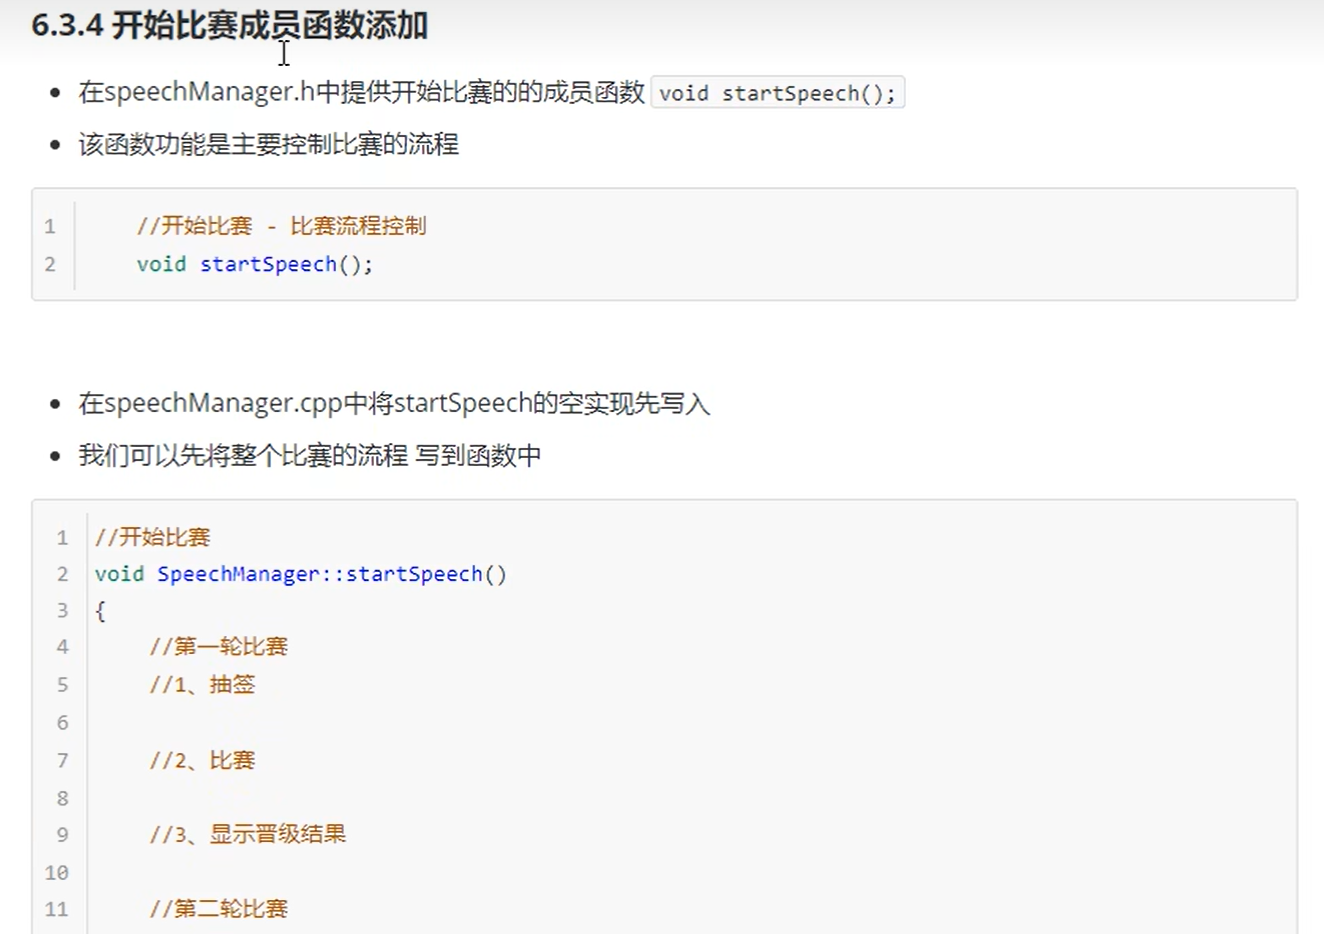 6.3.4 开始比赛成员函数添加
在speechManager.h中提供开始比赛的的成员函数 void startSpeech();
该函数功能是主要控制比赛的流程
1 //开始比赛 - 比赛流程控制
2 void startSpeech();
在speechManager.cpp中将startSpeech的空实现先写入
我们可以先将整个比赛的流程 写到函数中
1 //开始比赛
2 void SpeechManager::startSpeech()
3 {
4 //第一轮比赛
5 //1、抽签
6
7 //2、比赛
8
9 //3、显示晋级结果
10
11 //第二轮比赛